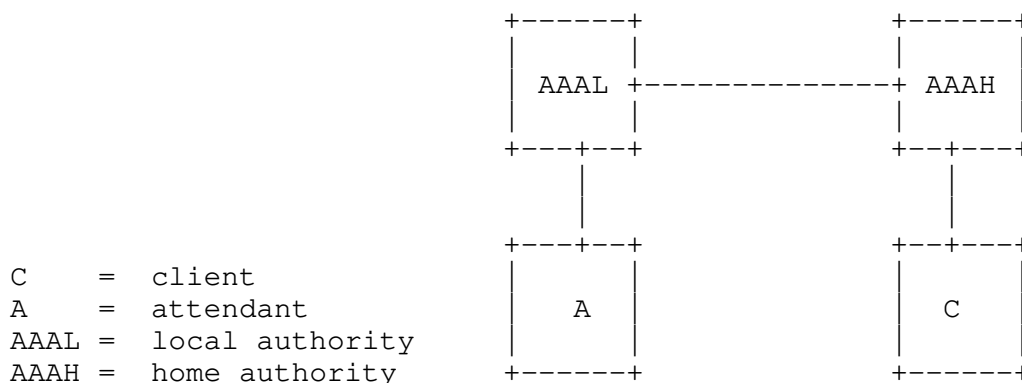 AAAL AAAH
A C
C = client
A = attendant
AAAL = local authority
AAAH = home authority